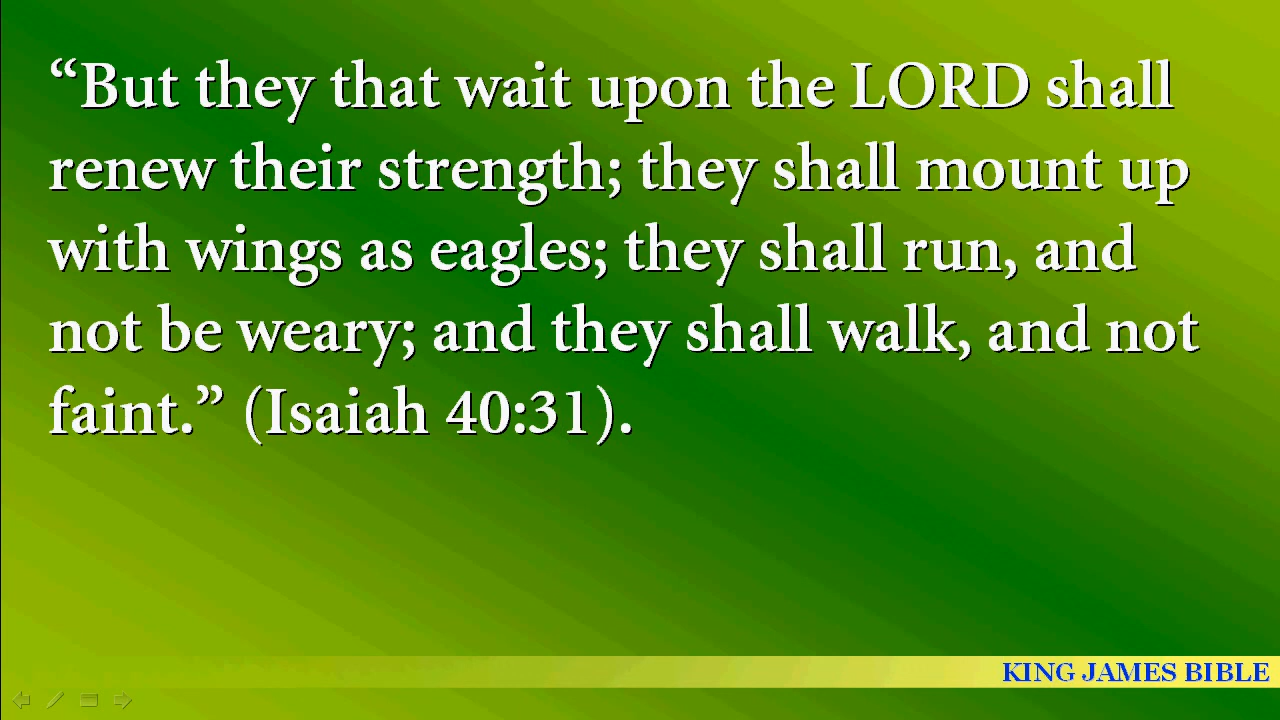 “But they that wait upon the LORD shall
renew their strength; they shall mount up
with wings as eagles; they shall run, and
not be weary; and they shall walk, and not
faint.” (Isaiah 40:31).
KING JAMES BIBLE